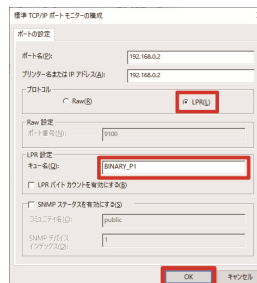 標準 TCP/IP ポート モニターの構成
ポートの設定
ポート名(P):
192.168.0.2
プリンター名または IP アドレス(A):
192.168.0.2
プロトコル
Raw(R)
LPR(L)
Raw 設定
ポート番号(N):
9100
LPR 設定
キュー名(Q):
BINARY_P1
LPR バイト カウントを有効にする(B)
SNMP ステータスを有効にする(S)
コミュニティ名(C):
public
SNMP デバイス
インデックス(D):
1
OK
キャンセル